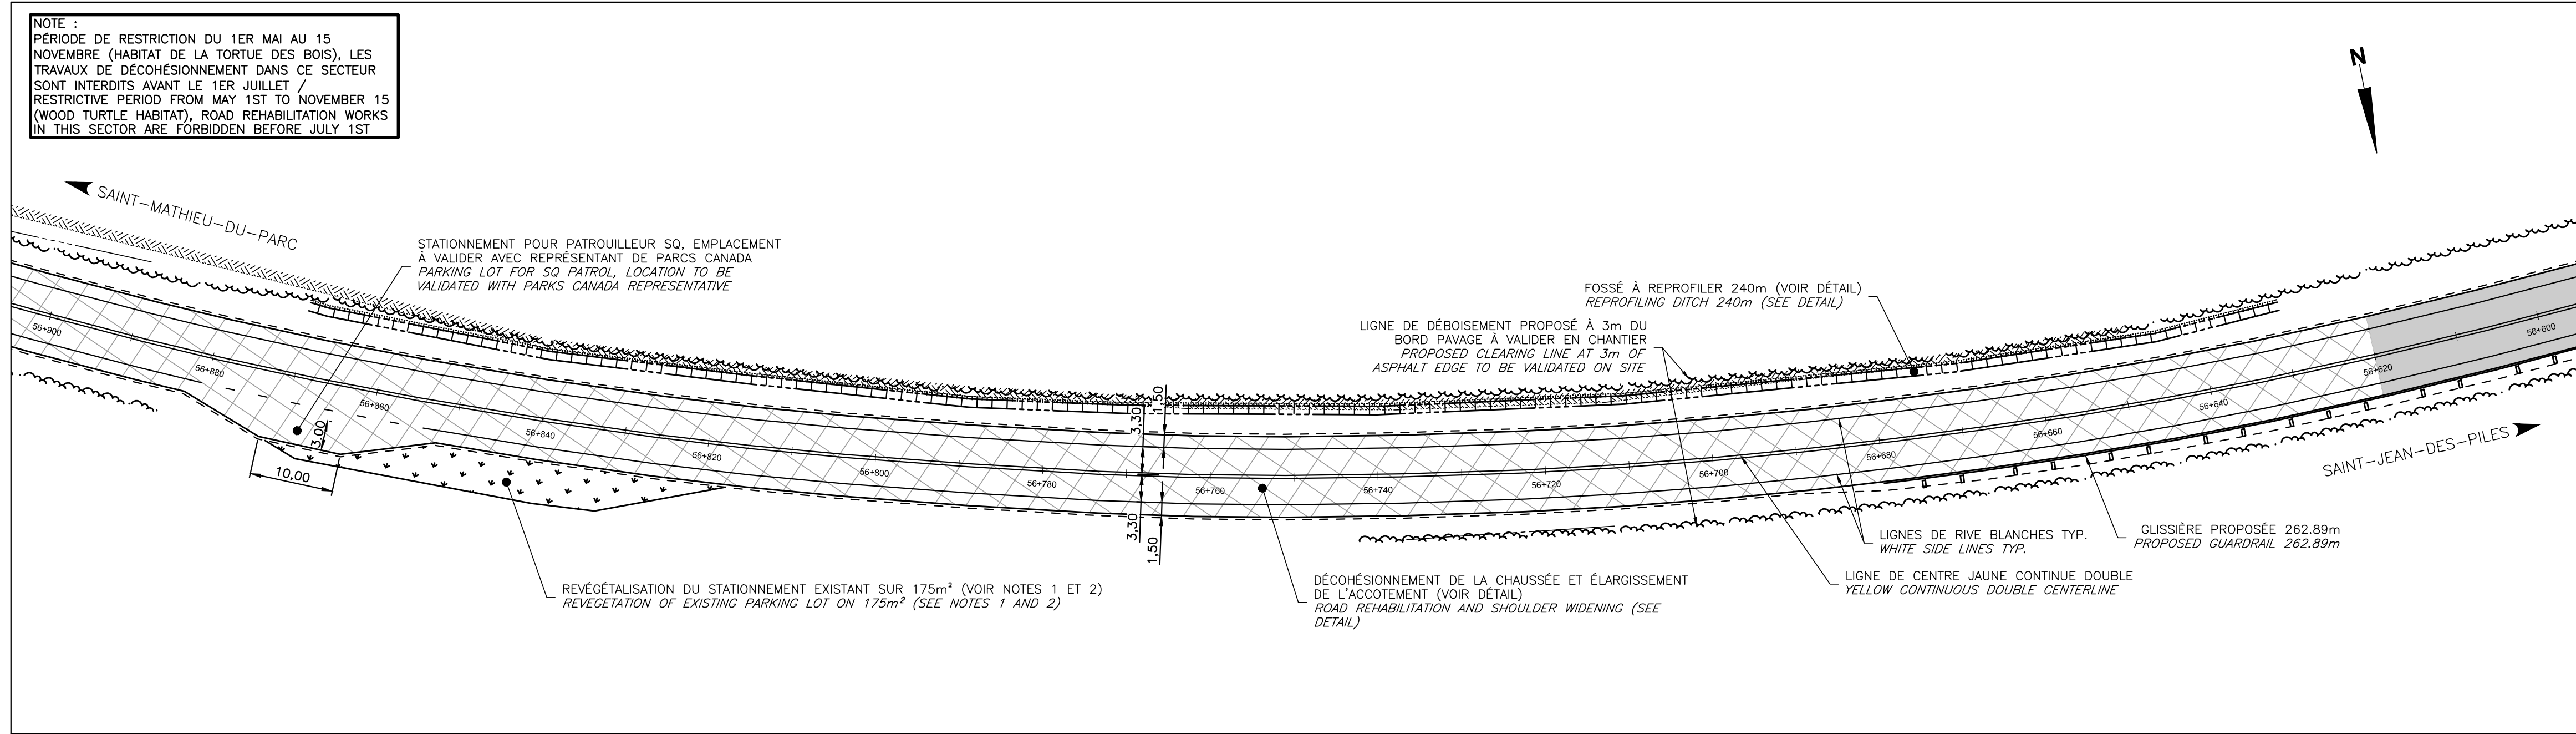 NOTE :
PÉRIODE DE RESTRICTION DU 1ER MAI AU 15
NOVEMBRE (HABITAT DE LA TORTUE DES BOIS), LES
TRAVAUX DE DÉCOHÉSIONNEMENT DANS CE SECTEUR
SONT INTERDITS AVANT LE 1ER JUILLET /
RESTRICTIVE PERIOD FROM MAY 1ST TO NOVEMBER 15
(WOOD TURTLE HABITAT), ROAD REHABILITATION WORKS
IN THIS SECTOR ARE FORBIDDEN BEFORE JULY 1ST
N
SAINT-MATHIEU-DU-PARC
STATIONNEMENT POUR PATROUILLEUR SQ, EMPLACEMENT
À VALIDER AVEC REPRÉSENTANT DE PARCS CANADA
PARKING LOT FOR SQ PATROL, LOCATION TO BE
VALIDATED WITH PARKS CANADA REPRESENTATIVE
FOSSÉ À REPROFILER 240m (VOIR DÉTAIL)
REPROFILING DITCH 240m (SEE DETAIL)
LIGNE DE DÉBOISEMENT PROPOSÉ À 3m DU
BORD PAVAGE À VALIDER EN CHANTIER
PROPOSED CLEARING LINE AT 3m OF
ASPHALT EDGE TO BE VALIDATED ON SITE
56+900
56+880
56+860
56+840
56+820
56+800
56+780
56+760
56+740
56+720
56+700
56+680
56+660
56+640
56+620
56+600
3,00
10,00
1,50
3,30
3,30
1,50
SAINT-JEAN-DES-PILES
REVÉGÉTALISATION DU STATIONNEMENT EXISTANT SUR 175m² (VOIR NOTES 1 ET 2)
REVEGETATION OF EXISTING PARKING LOT ON 175m² (SEE NOTES 1 AND 2)
DÉCOHÉSIONNEMENT DE LA CHAUSSÉE ET ÉLARGISSEMENT
DE L'ACCOTEMENT (VOIR DÉTAIL)
ROAD REHABILITATION AND SHOULDER WIDENING (SEE
DETAIL)
LIGNES DE RIVE BLANCHES TYP.
WHITE SIDE LINES TYP.
LIGNE DE CENTRE JAUNE CONTINUE DOUBLE
YELLOW CONTINUOUS DOUBLE CENTERLINE
GLISSIÈRE PROPOSÉE 262.89m
PROPOSED GUARDRAIL 262.89m